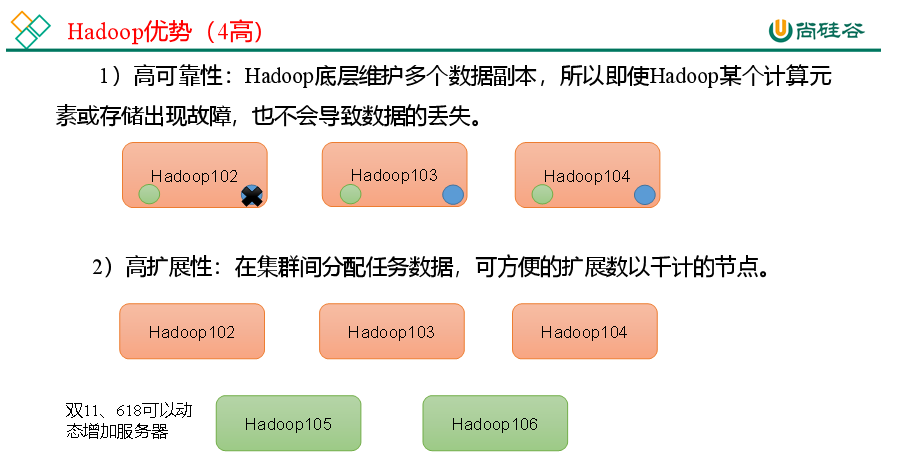 Hadoop优势（4高）
尚硅谷
1）高可靠性：Hadoop底层维护多个数据副本，所以即使Hadoop某个计算元
素或存储出现故障，也不会导致数据的丢失。
Hadoop102
Hadoop103
Hadoop104
2）高扩展性：在集群间分配任务数据，可方便的扩展数以千计的节点。
Hadoop102
Hadoop103
Hadoop104
双11、618可以动
态增加服务器
Hadoop105
Hadoop106